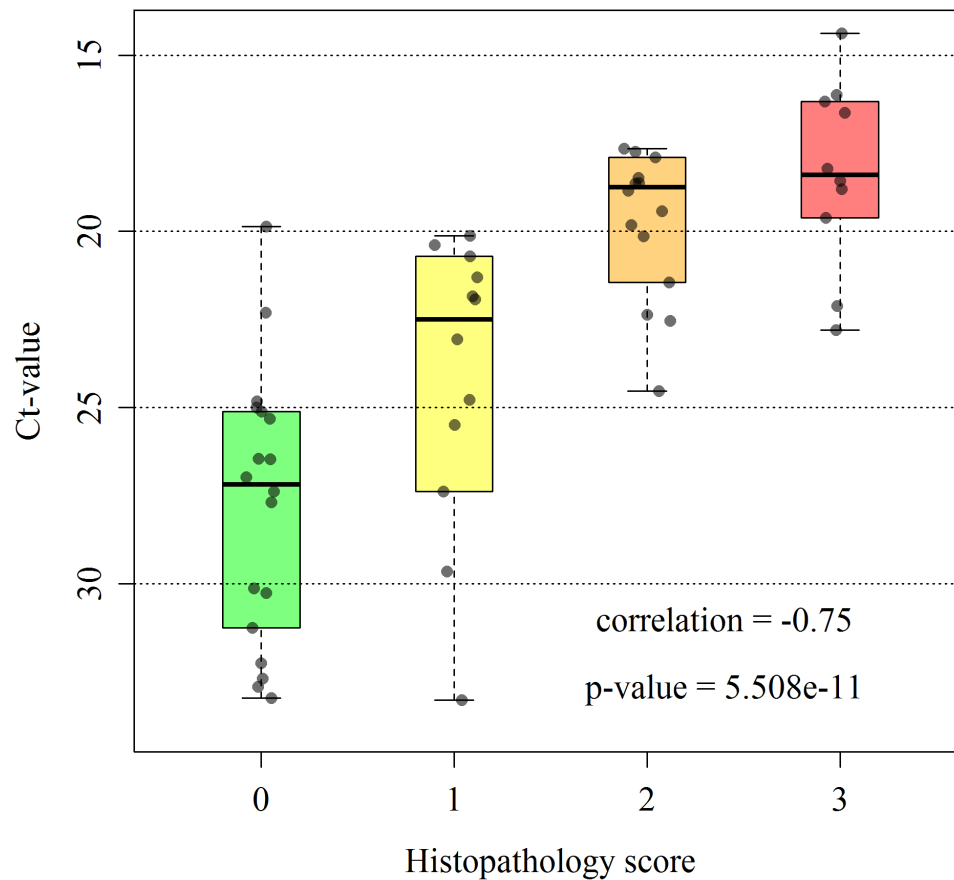 15
20
25
30
Ct-value
correlation = -0.75
p-value = 5.508e-11
0 1 2 3
Histopathology score